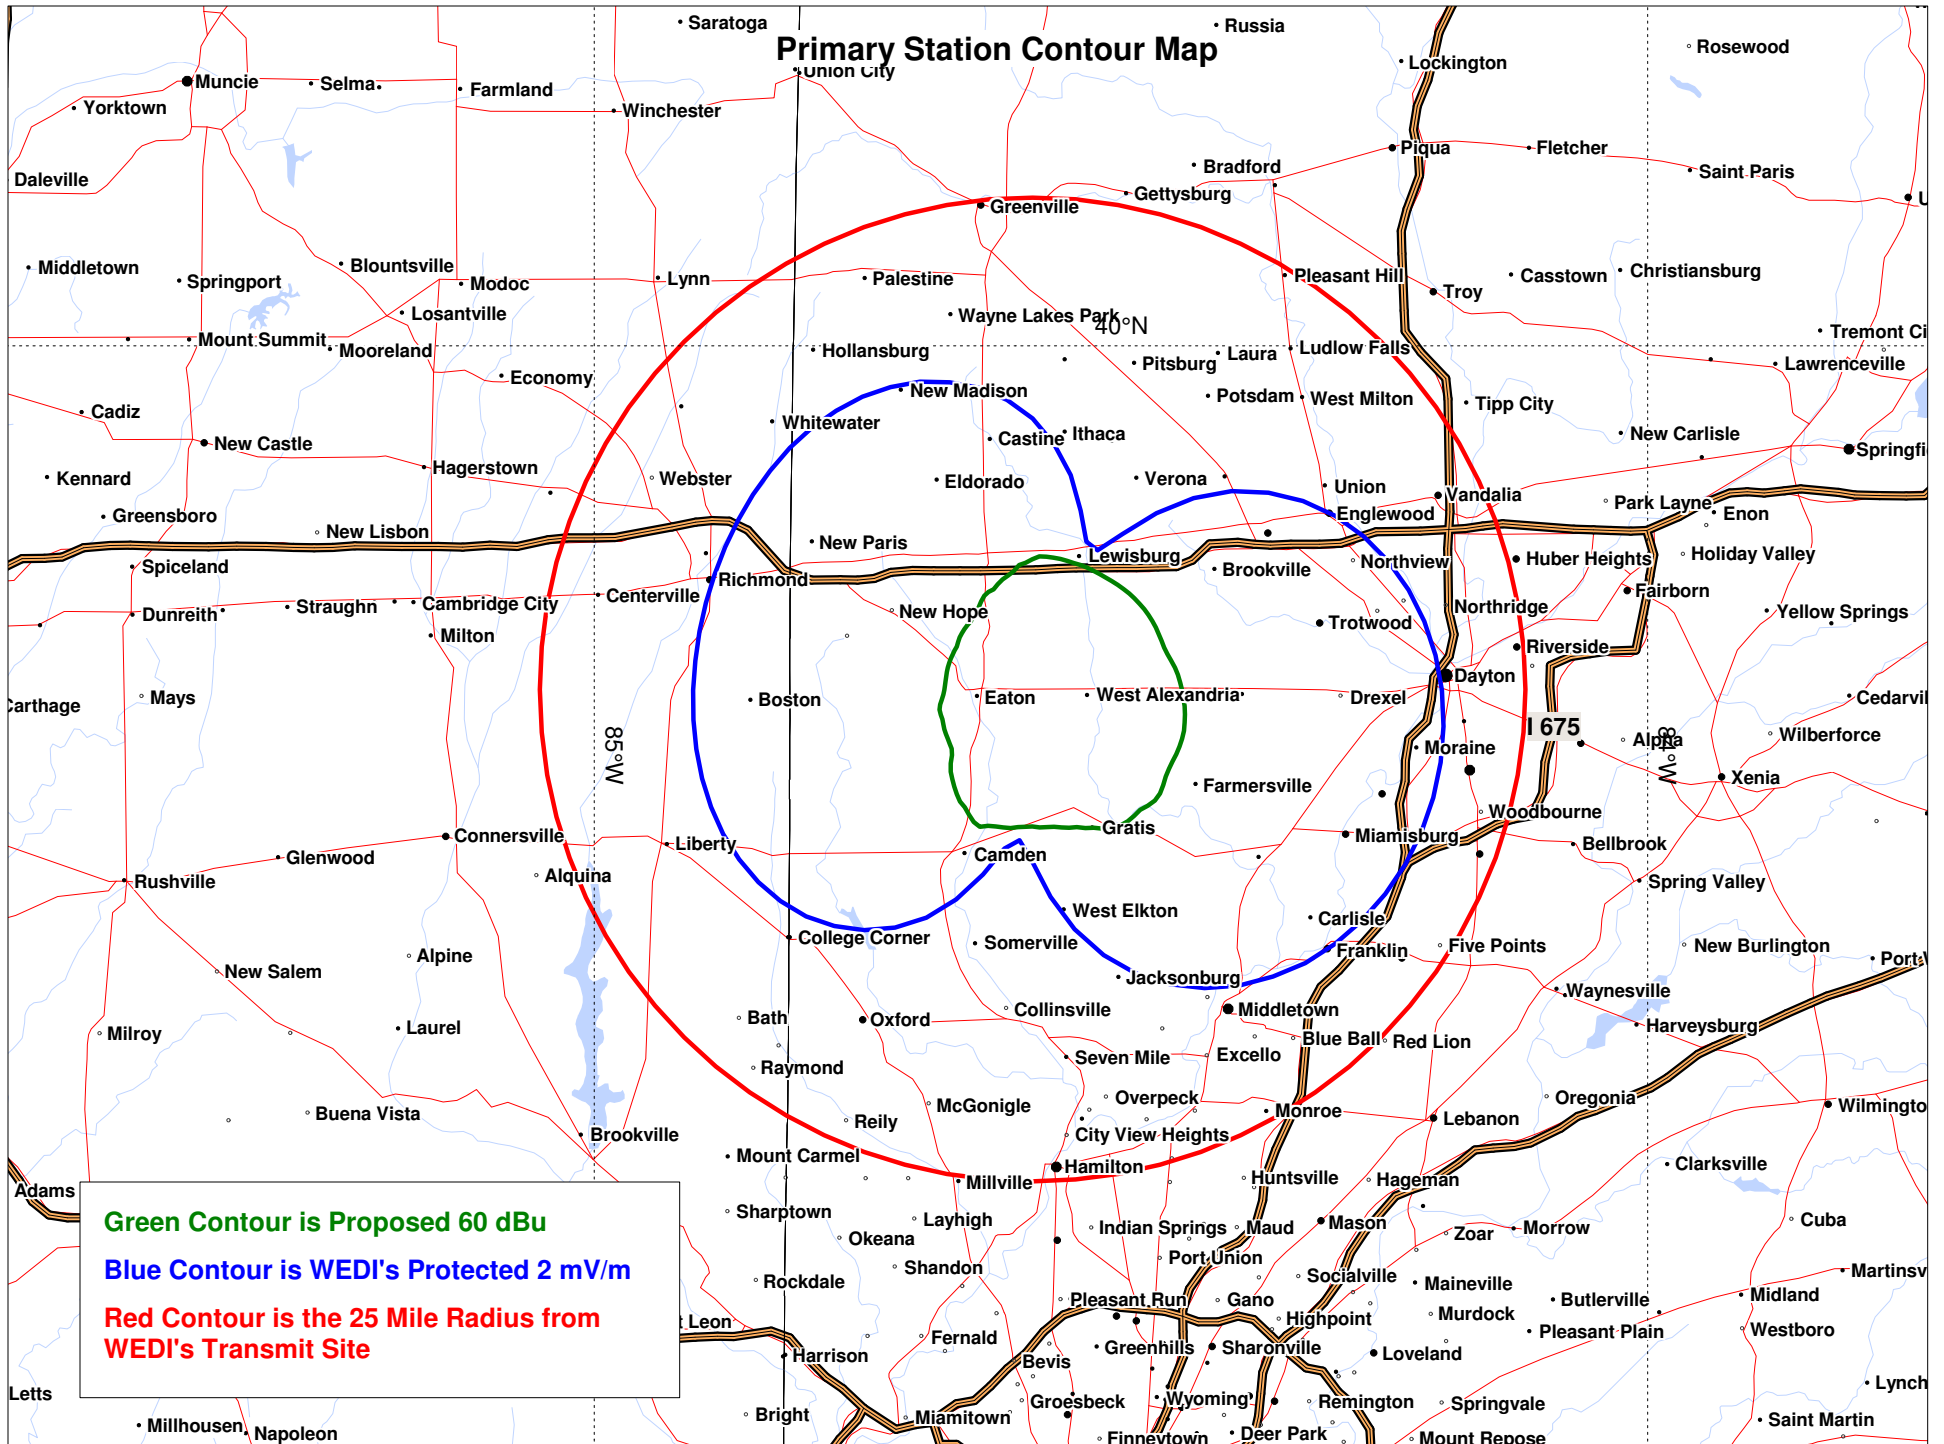 Saratoga
Russia
Primary Station Contour Map
Rosewood
Lockington
Union City
Muncie
Selma
Farmland
Yorktown
Winchester
Piqua
Fletcher
Bradford
Saint Paris
Daleville
Gettysburg
Greenville
Middletown
Blountsville
Springport
Modoc
Lynn
Palestine
Pleasant Hill
Casstown
Christiansburg
Troy
Losantville
Wayne Lakes Park
40°N
Tremont Ci
Mount Summit
Mooreland
Hollansburg
Pitsburg
Laura
Ludlow Falls
Lawrenceville
Economy
New Madison
Potsdam
West Milton
Tipp City
Cadiz
Whitewater
Castine
Ithaca
New Carlisle
New Castle
Springfi
Hagerstown
Kennard
Webster
Eldorado
Verona
Union
Vandalia
Park Layne
Enon
Greensboro
Englewood
New Lisbon
New Paris
Lewisburg
Northview
Huber Heights
Holiday Valley
Spiceland
Richmond
Brookville
Fairborn
Centerville
Dunreith
Straughn
Cambridge City
New Hope
Northridge
Yellow Springs
Milton
Trotwood
Riverside
Dayton
Carthage
Mays
Boston
Eaton
West Alexandria
Drexel
Cedarvil
I 675
85°W
Moraine
Alpha
84°W
Wilberforce
Xenia
Farmersville
Woodbourne
Gratis
Connersville
Miamisburg
Bellbrook
Glenwood
Liberty
Camden
Alquina
Rushville
Spring Valley
West Elkton
Carlisle
College Corner
Somerville
Franklin
Five Points
New Burlington
Alpine
Port W
New Salem
Jacksonburg
Waynesville
Collinsville
Middletown
Bath
Oxford
Harveysburg
Milroy
Laurel
Blue Ball
Red Lion
Seven Mile
Excello
Raymond
McGonigle
Overpeck
Oregonia
Buena Vista
Reily
Monroe
Lebanon
Wilmingto
Brookville
City View Heights
Mount Carmel
Hamilton
Clarksville
Adams
Millville
Huntsville
Hageman
Sharptown
Layhigh
Green Contour is Proposed 60 dBu
Okeana
Indian Springs
Maud
Mason
Zoar
Morrow
Cuba
Blue Contour is WEDI's Protected 2 mV/m
Shandon
Port Union
Rockdale
Socialville
Maineville
Martinsv
Red Contour is the 25 Mile Radius from
WEDI's Transmit Site
Pleasant Run
Gano
Butlerville
Midland
t Leon
Highpoint
Murdock
Fernald
Pleasant Plain
Westboro
Harrison
Bevis
Greenhills
Sharonville
Loveland
Letts
Lynch
Groesbeck
Wyoming
Remington
Springvale
Millhousen
Napoleon
Bright
Miamitown
Finneytown
Deer Park
Mount Repose
Saint Martin